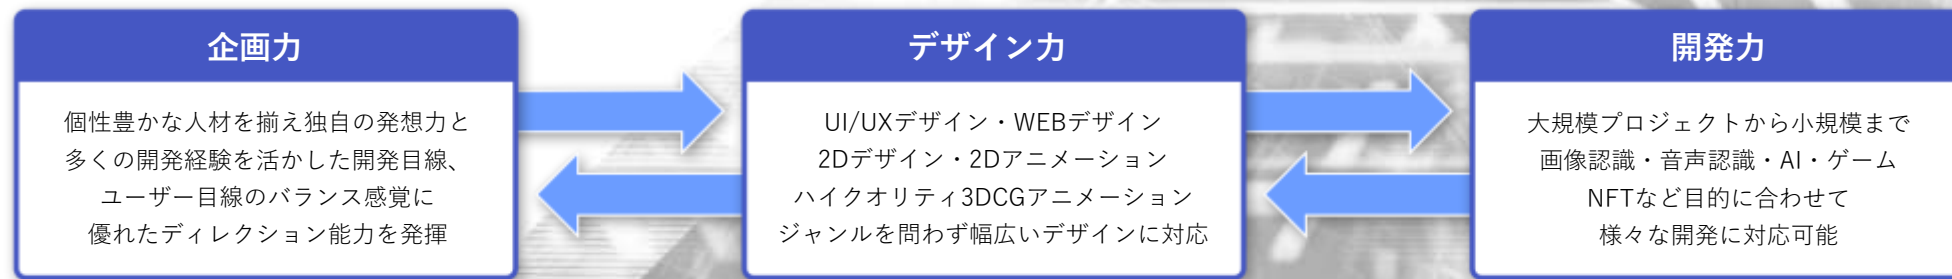 企画力
個性豊かな人材を揃え独自の発想力と
多くの開発経験を活かした開発目線、
ユーザー目線のバランス感覚に
優れたディレクション能力を発揮
デザイン力
UI/UXデザイン・WEBデザイン
2Dデザイン・2Dアニメーション
ハイクオリティ3DCGアニメーション
ジャンルを問わず幅広いデザインに対応
開発力
大規模プロジェクトから小規模まで
画像認識・音声認識・AI・ゲーム
NFTなど目的に合わせて
様々な開発に対応可能